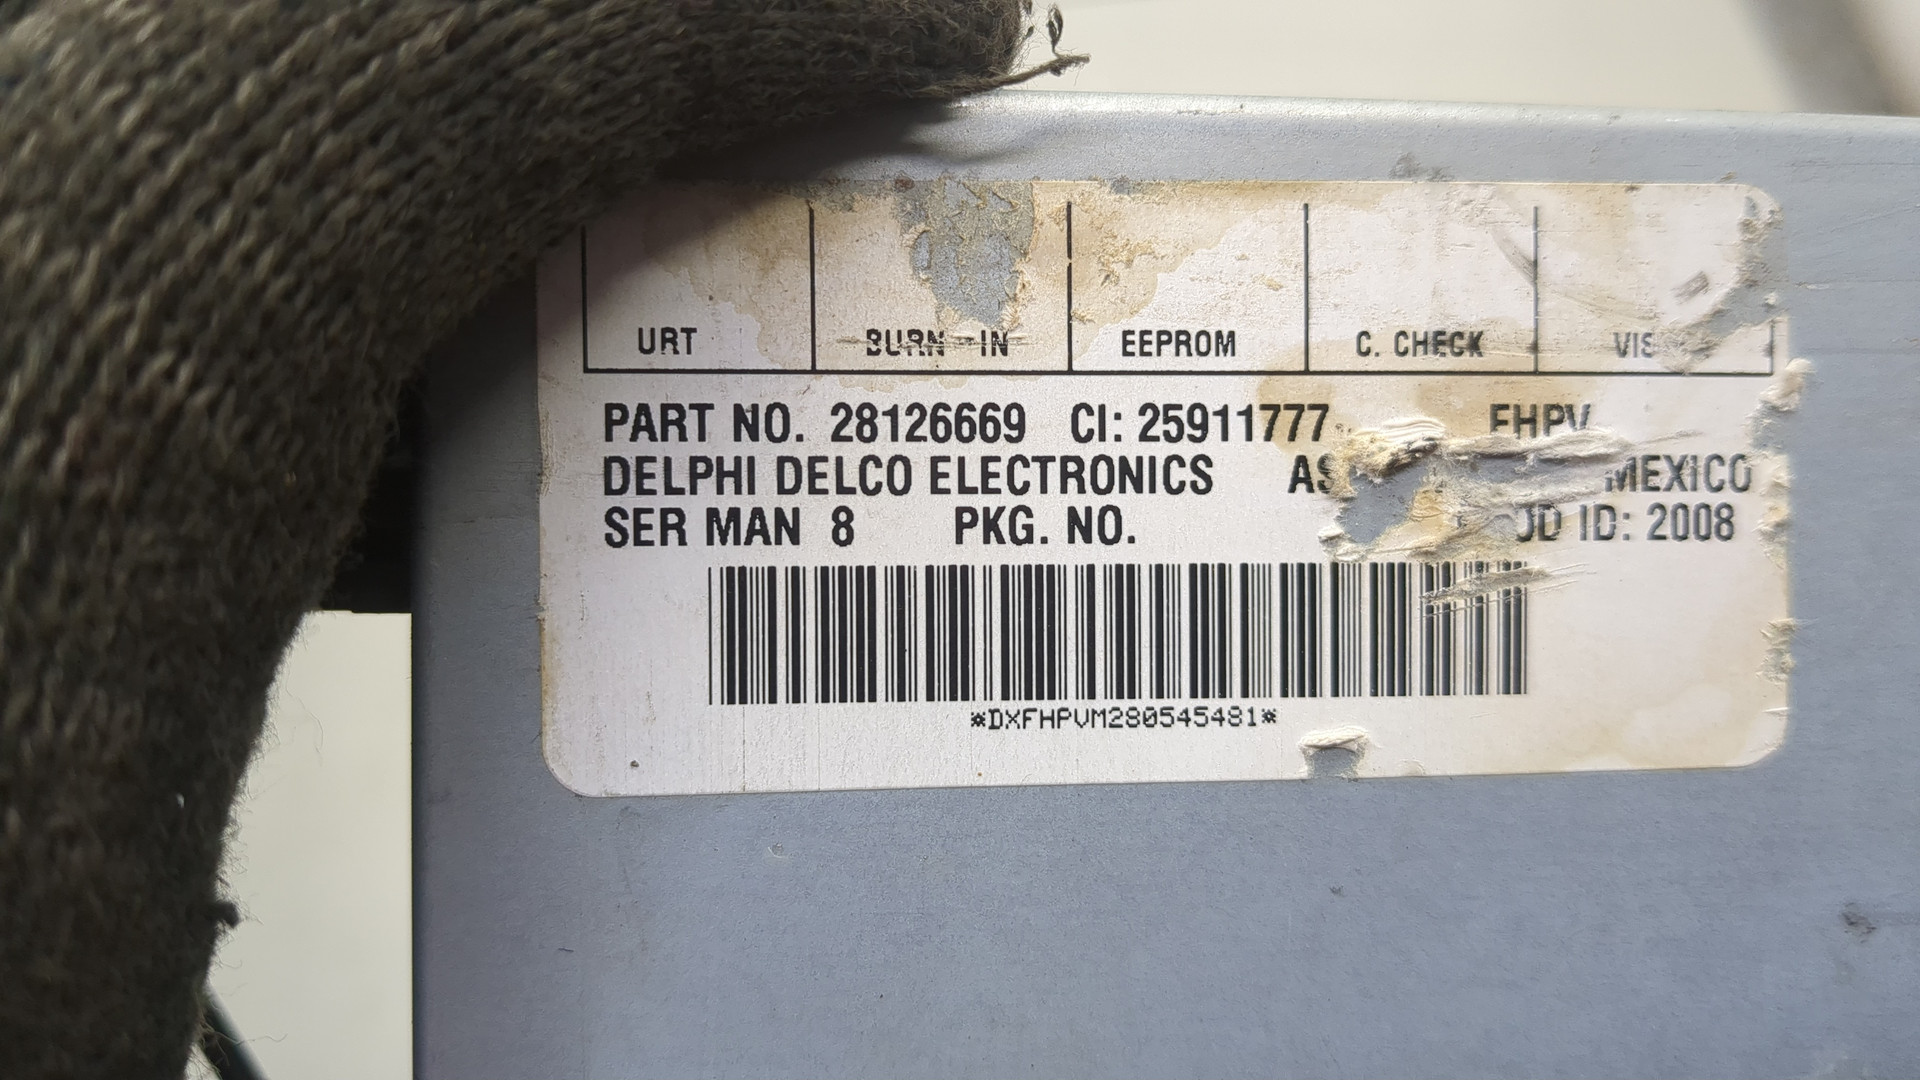 URT BURN-IN EEPROM C. CHECK
PART NO. 28126669 CI: 25911777 FHPV
DELPHI DELCO ELECTRONICS MEXICO
SER MAN 8 PKG. NO. ID: 2008
*DXFHPVM280545481*